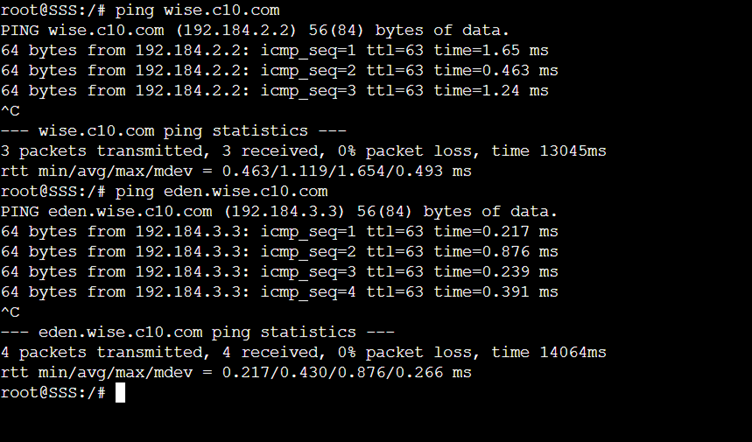 root@SSS:/# ping wise.c10.com
PING wise.c10.com (192.184.2.2) 56(84) bytes of data.
64 bytes from 192.184.2.2: icmp_seq=1 ttl=63 time=1.65 ms
64 bytes from 192.184.2.2: icmp_seq=2 ttl=63 time=0.463 ms
64 bytes from 192.184.2.2: icmp_seq=3 ttl=63 time=1.24 ms
^C
--- wise.c10.com ping statistics ---
3 packets transmitted, 3 received, 0% packet loss, time 13045ms
rtt min/avg/max/mdev = 0.463/1.119/1.654/0.493 ms
root@SSS:/# ping eden.wise.c10.com
PING eden.wise.c10.com (192.184.3.3) 56(84) bytes of data.
64 bytes from 192.184.3.3: icmp_seq=1 ttl=63 time=0.217 ms
64 bytes from 192.184.3.3: icmp_seq=2 ttl=63 time=0.876 ms
64 bytes from 192.184.3.3: icmp_seq=3 ttl=63 time=0.239 ms
64 bytes from 192.184.3.3: icmp_seq=4 ttl=63 time=0.391 ms
^C
--- eden.wise.c10.com ping statistics ---
4 packets transmitted, 4 received, 0% packet loss, time 14064ms
rtt min/avg/max/mdev = 0.217/0.430/0.876/0.266 ms
root@SSS:/#